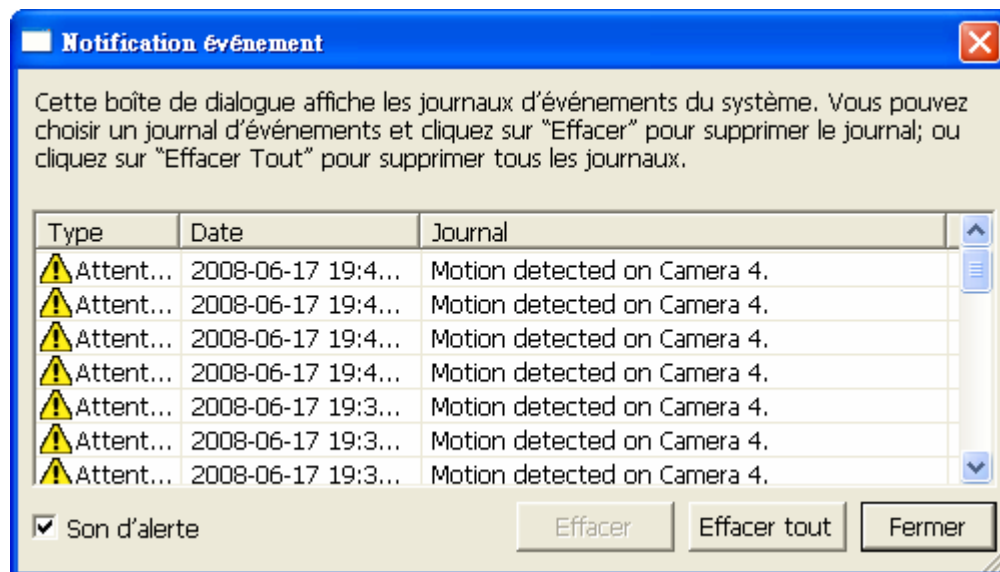 Notification événement
Cette boîte de dialogue affiche les journaux d'événements du système. Vous pouvez
choisir un journal d'événements et cliquez sur "Effacer" pour supprimer le journal; ou
cliquez sur "Effacer Tout" pour supprimer tous les journaux.
Type Date Journal
Attent... 2008-06-17 19:4... Motion detected on Camera 4.
Attent... 2008-06-17 19:4... Motion detected on Camera 4.
Attent... 2008-06-17 19:4... Motion detected on Camera 4.
Attent... 2008-06-17 19:4... Motion detected on Camera 4.
Attent... 2008-06-17 19:3... Motion detected on Camera 4.
Attent... 2008-06-17 19:3... Motion detected on Camera 4.
Attent... 2008-06-17 19:3... Motion detected on Camera 4.
Son d'alerte Effacer Effacer tout Fermer